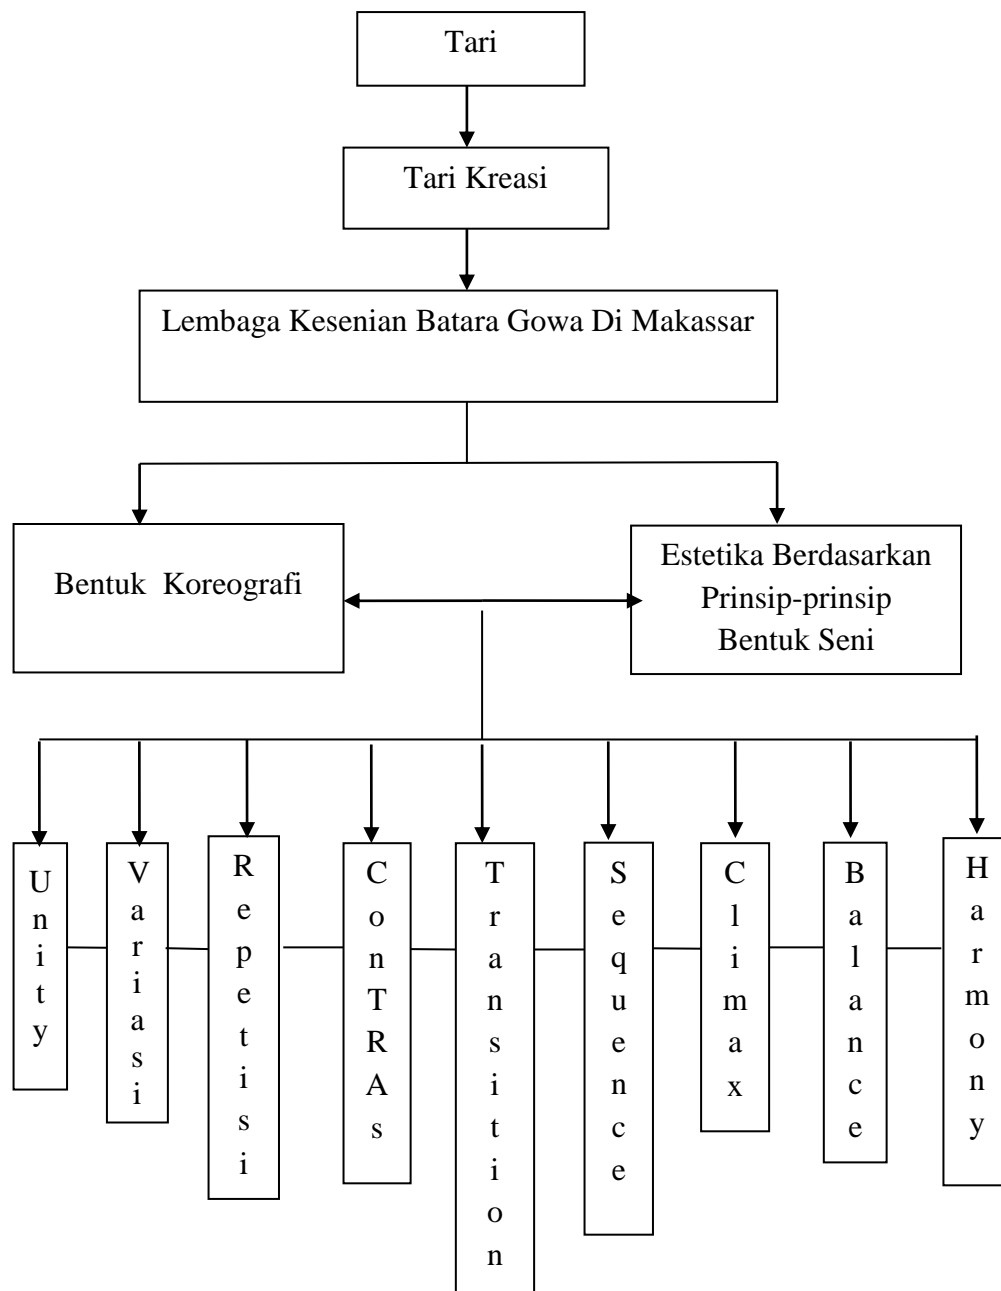 Tari
Tari Kreasi
Lembaga Kesenian Batara Gowa Di Makassar
Bentuk  Koreografi
Estetika Berdasarkan
Prinsip-prinsip
Bentuk Seni
Unity
Variasi
Repetisi
ConTRAs
Transition
Sequence
Climax
Balance
Harmony